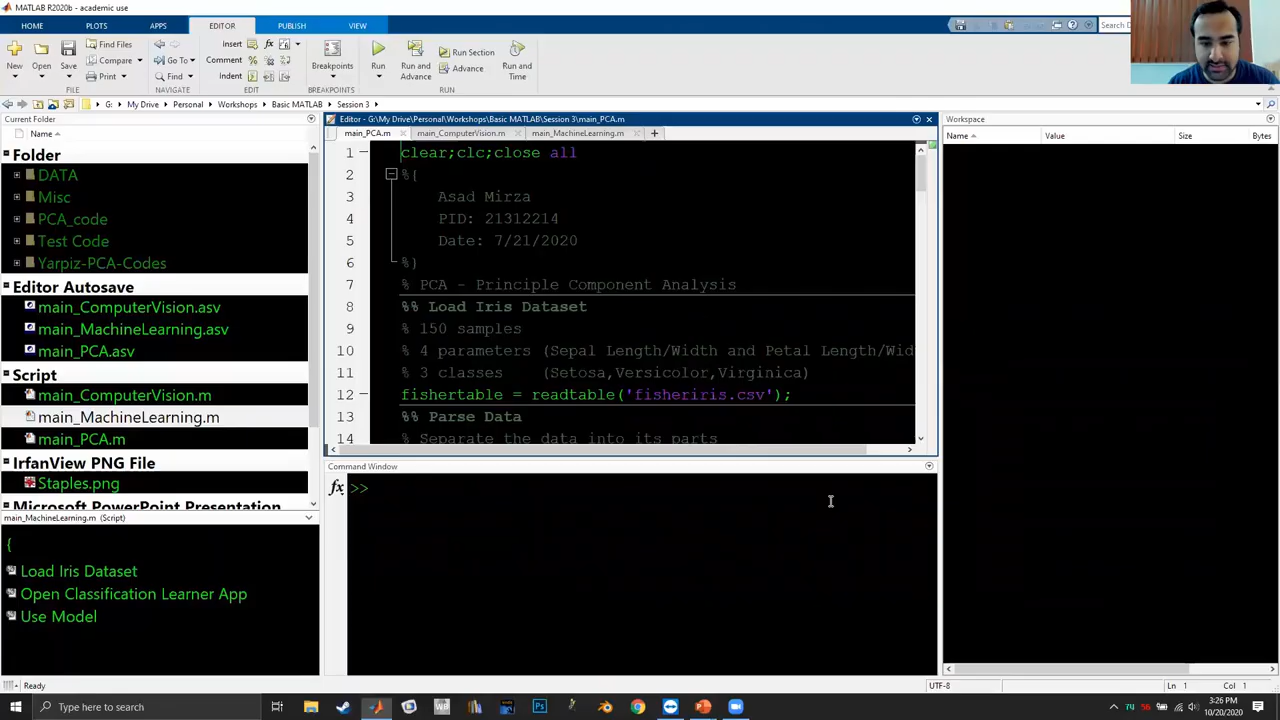 MATLAB R2020b - academic use
HOME PLOTS APPS EDITOR PUBLISH VIEW
Search Doc
New Open Save
Find Files
Compare
Print
Go To
Find
Insert
Comment
Indent
Breakpoints
Run
Run and Advance
Run Section
Advance
Run and Time
FILE NAVIGATE EDIT BREAKPOINTS RUN
G: My Drive Personal Workshops Basic MATLAB Session 3
Current Folder
Name
Folder
DATA
Misc
PCA_code
Test Code
Yarpiz-PCA-Codes
Editor Autosave
main_ComputerVision.asv
main_MachineLearning.asv
main_PCA.asv
Script
main_ComputerVision.m
main_MachineLearning.m
main_PCA.m
IrfanView PNG File
Staples.png
Microsoft PowerPoint Presentation
main_MachineLearning.m (Script)
{
Load Iris Dataset
Open Classification Learner App
Use Model
Editor - G:\My Drive\Personal\Workshops\Basic MATLAB\Session 3\main_PCA.m
main_PCA.m main_ComputerVision.m main_MachineLearning.m
1 clear;clc;close all
2 %{
3 Asad Mirza
4 PID: 21312214
5 Date: 7/21/2020
6 %}
7 % PCA - Principle Component Analysis
8 %% Load Iris Dataset
9 % 150 samples
10 % 4 parameters (Sepal Length/Width and Petal Length/Wid
11 % 3 classes (Setosa,Versicolor,Virginica)
12 fishertable = readtable('fisheriris.csv');
13 %% Parse Data
14 % Separate the data into its parts
Command Window
fx >>
Workspace
Name Value Size Bytes
Ready
UTF-8
Ln 1 Col 1
Type here to search
3:26 PM
10/20/2020